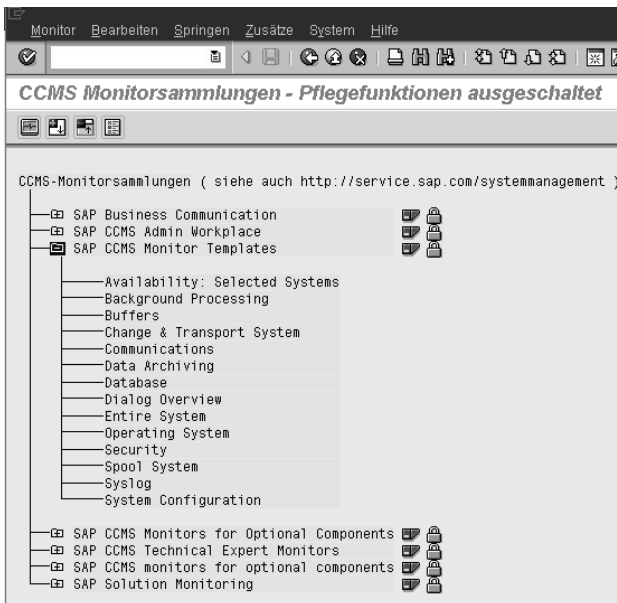 Monitor Bearbeiten Springen Zusätze System Hilfe
CCMS Monitorsammlungen - Pflegefunktionen ausgeschaltet
CCMS-Monitorsammlungen ( siehe auch http://service.sap.com/systemmanagement )
SAP Business Communication
SAP CCMS Admin Workplace
SAP CCMS Monitor Templates
Availability: Selected Systems
Background Processing
Buffers
Change & Transport System
Communications
Data Archiving
Database
Dialog Overview
Entire System
Operating System
Security
Spool System
Syslog
System Configuration
SAP CCMS Monitors for Optional Components
SAP CCMS Technical Expert Monitors
SAP CCMS monitors for optional components
SAP Solution Monitoring